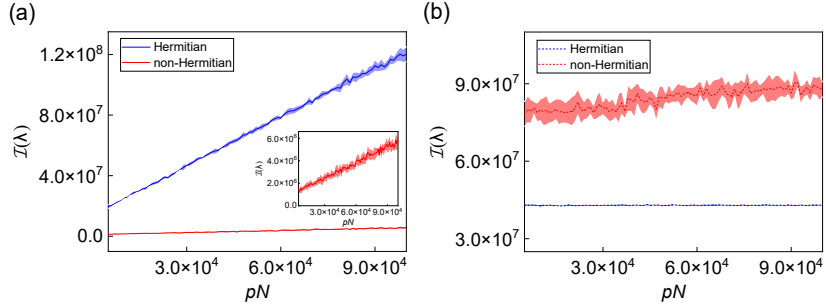 (a)
ℐ(λ)
1.2×10⁸
8.0×10⁷
4.0×10⁷
0.0
Hermitian
non-Hermitian
ℐ(λ)
6.0×10⁶
4.0×10⁶
2.0×10⁶
0.0
3.0×10⁴ 6.0×10⁴ 9.0×10⁴
pN
3.0×10⁴ 6.0×10⁴ 9.0×10⁴
pN
(b)
ℐ(λ)
9.0×10⁷
6.0×10⁷
3.0×10⁷
Hermitian
non-Hermitian
3.0×10⁴ 6.0×10⁴ 9.0×10⁴
pN